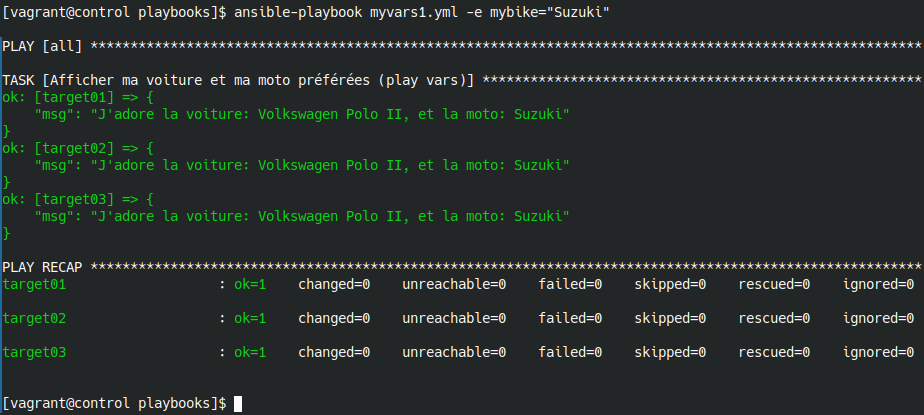 [vagrant@control playbooks]$ ansible-playbook myvars1.yml -e mybike="Suzuki"
PLAY [all] ********************************************************************************************************
TASK [Afficher ma voiture et ma moto préférées (play vars)] *******************************************************
ok: [target01] => {
    "msg": "J'adore la voiture: Volkswagen Polo II, et la moto: Suzuki"
}
ok: [target02] => {
    "msg": "J'adore la voiture: Volkswagen Polo II, et la moto: Suzuki"
}
ok: [target03] => {
    "msg": "J'adore la voiture: Volkswagen Polo II, et la moto: Suzuki"
}
PLAY RECAP ********************************************************************************************************
target01                   : ok=1    changed=0    unreachable=0    failed=0    skipped=0    rescued=0    ignored=0
target02                   : ok=1    changed=0    unreachable=0    failed=0    skipped=0    rescued=0    ignored=0
target03                   : ok=1    changed=0    unreachable=0    failed=0    skipped=0    rescued=0    ignored=0
[vagrant@control playbooks]$